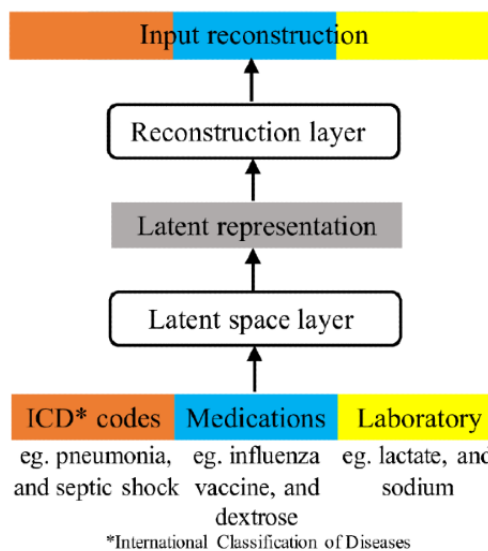 Input reconstruction
Reconstruction layer
Latent representation
Latent space layer
ICD* codes Medications Laboratory
eg. pneumonia, eg. influenza eg. lactate, and
and septic shock vaccine, and sodium
dextrose
*International Classification of Diseases